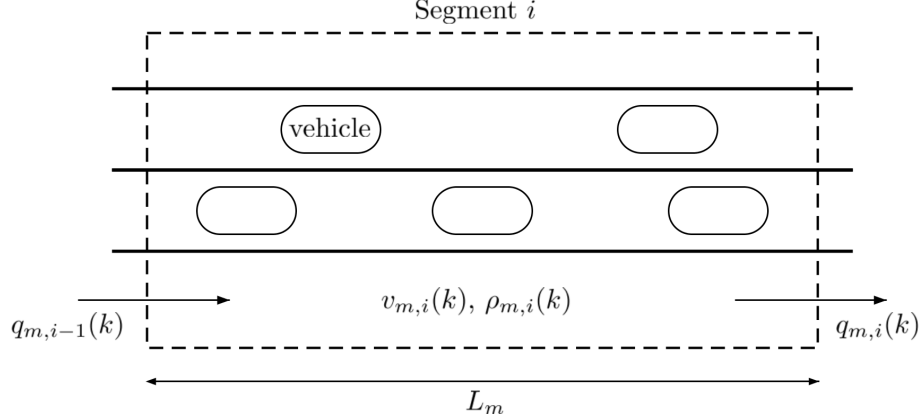 Segment i
vehicle
v_{m,i}(k), ρ_{m,i}(k)
q_{m,i−1}(k)
q_{m,i}(k)
L_m